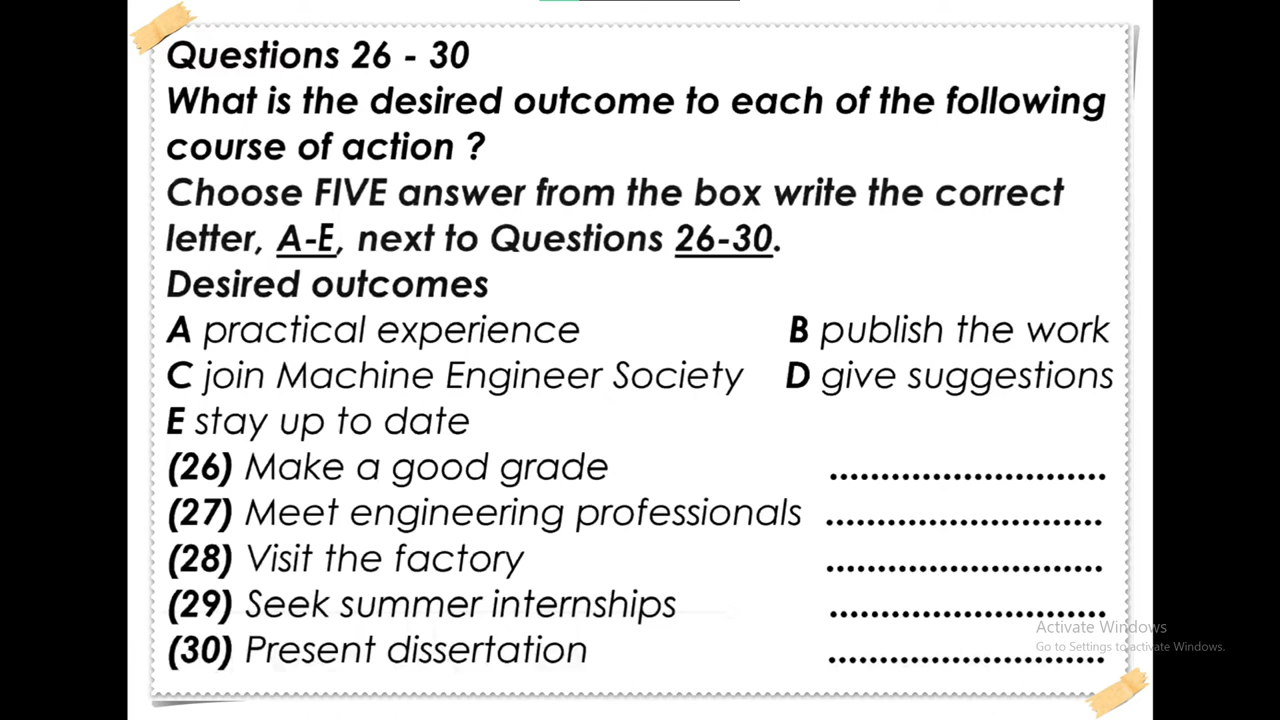 Questions 26 - 30
What is the desired outcome to each of the following
course of action ?
Choose FIVE answer from the box write the correct
letter, A-E, next to Questions 26-30.
Desired outcomes
A practical experience B publish the work
C join Machine Engineer Society D give suggestions
E stay up to date
(26) Make a good grade ...........................
(27) Meet engineering professionals ...........................
(28) Visit the factory ...........................
(29) Seek summer internships ...........................
(30) Present dissertation ...........................
Activate Windows
Go to Settings to activate Windows.